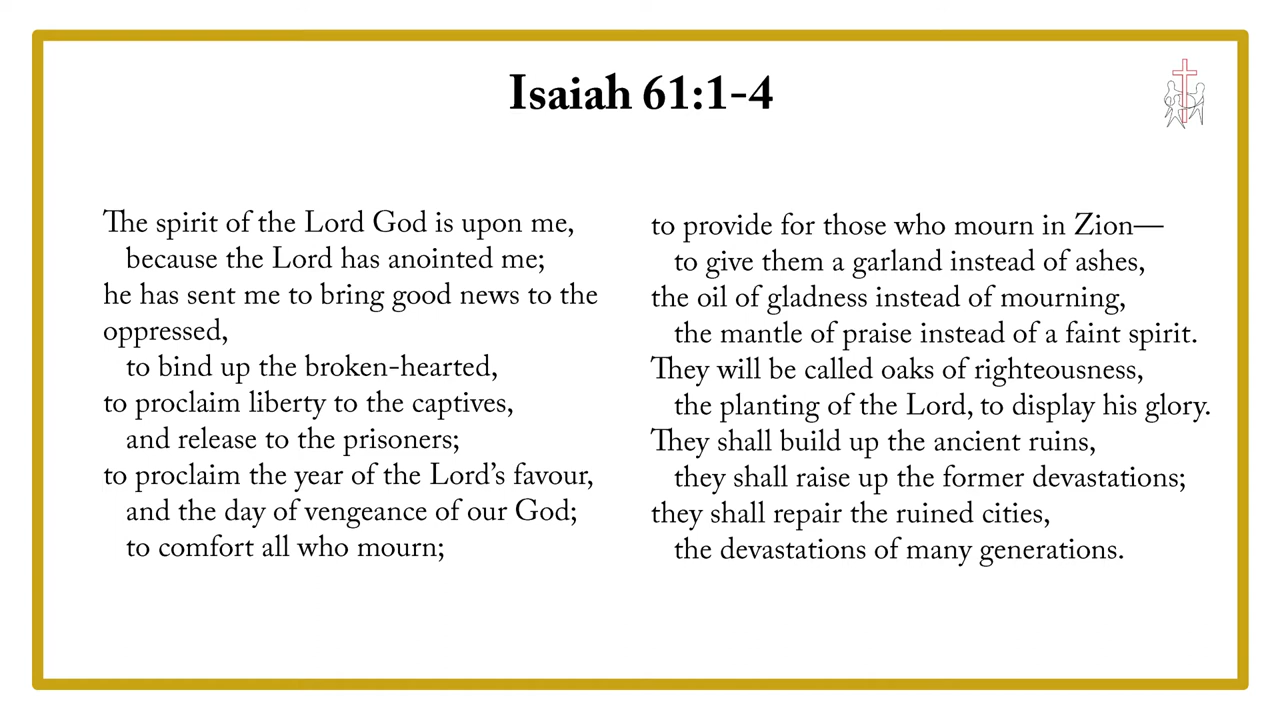 Isaiah 61:1-4
The spirit of the Lord God is upon me,
because the Lord has anointed me;
he has sent me to bring good news to the
oppressed,
to bind up the broken-hearted,
to proclaim liberty to the captives,
and release to the prisoners;
to proclaim the year of the Lord’s favour,
and the day of vengeance of our God;
to comfort all who mourn;
to provide for those who mourn in Zion—
to give them a garland instead of ashes,
the oil of gladness instead of mourning,
the mantle of praise instead of a faint spirit.
They will be called oaks of righteousness,
the planting of the Lord, to display his glory.
They shall build up the ancient ruins,
they shall raise up the former devastations;
they shall repair the ruined cities,
the devastations of many generations.